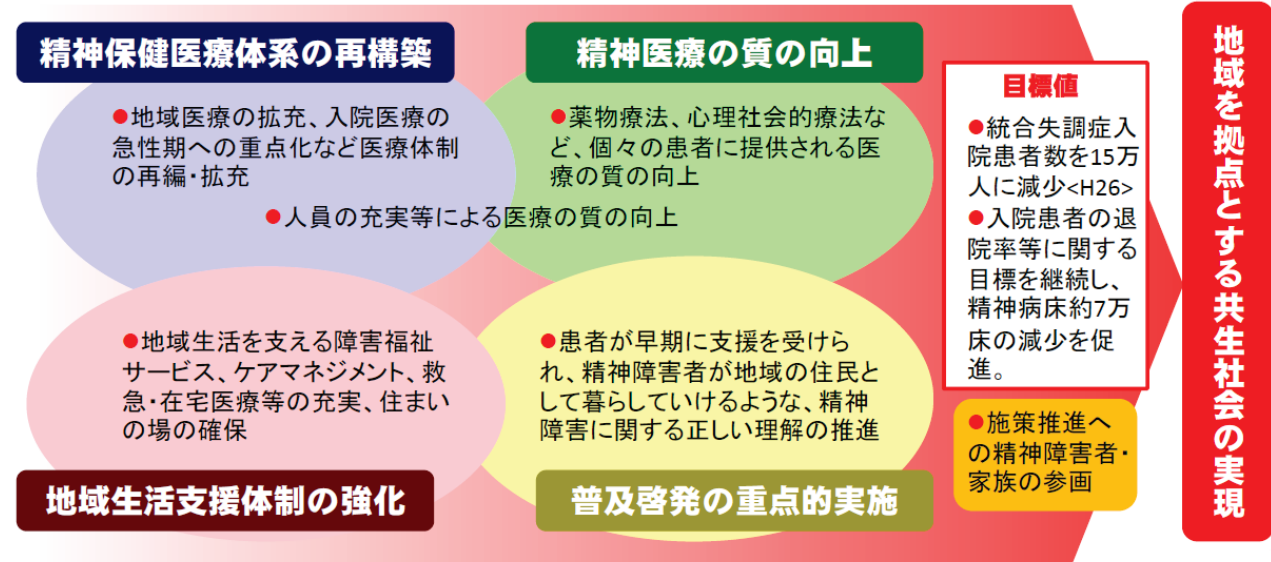 精神保健医療体系の再構築
●地域医療の拡充、入院医療の
急性期への重点化など医療体制
の再編・拡充
精神医療の質の向上
●薬物療法、心理社会的療法な
ど、個々の患者に提供される医
療の質の向上
●人員の充実等による医療の質の向上
●地域生活を支える障害福祉
サービス、ケアマネジメント、救
急・在宅医療等の充実、住まい
の場の確保
地域生活支援体制の強化
●患者が早期に支援を受けら
れ、精神障害者が地域の住民と
して暮らしていけるような、精神
障害に関する正しい理解の推進
普及啓発の重点的実施
目標値
●統合失調症入
院患者数を15万
人に減少<H26>
●入院患者の退
院率等に関する
目標を継続し、
精神病床約7万
床の減少を促
進。
●施策推進へ
の精神障害者・
家族の参画
地域を拠点とする共生社会の実現